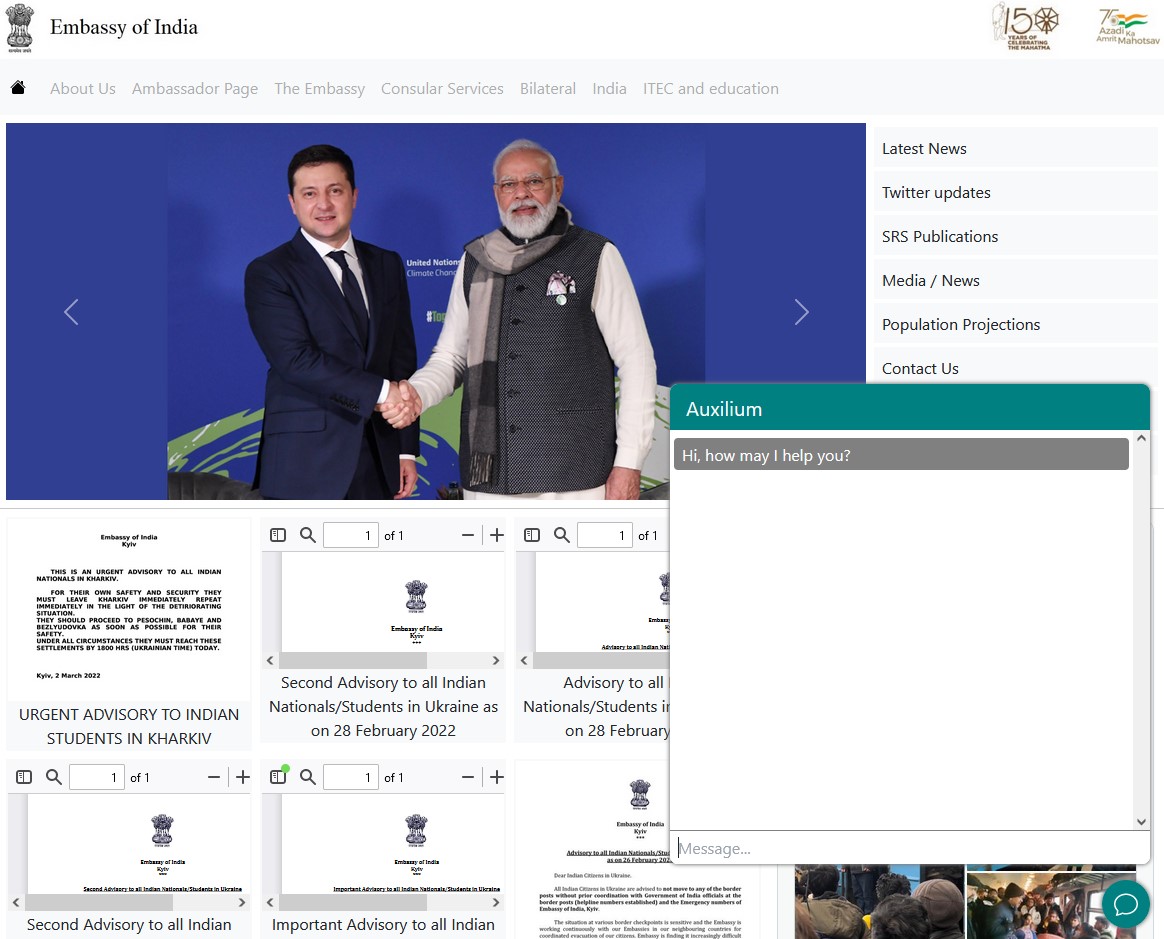 Embassy of India
150
YEARS OF
CELEBRATING
THE MAHATMA
75
Azadi Ka
Amrit Mahotsav
About Us Ambassador Page The Embassy Consular Services Bilateral India ITEC and education
United Nations
Climate Chang
Latest News
Twitter updates
SRS Publications
Media / News
Population Projections
Contact Us
Auxilium
Hi, how may I help you?
Message...
Embassy of India
Kyiv
THIS IS AN URGENT ADVISORY TO ALL INDIAN
NATIONALS IN KHARKIV.
FOR THEIR OWN SAFETY AND SECURITY THEY
MUST LEAVE KHARKIV IMMEDIATELY REPEAT
IMMEDIATELY IN THE LIGHT OF THE DETIRIORATING
SITUATION.
THEY SHOULD PROCEED TO PESOCHIN, BABAYE AND
BEZLYUDOVKA AS SOON AS POSSIBLE FOR THEIR
SAFETY.
UNDER ALL CIRCUMSTANCES THEY MUST REACH THESE
SETTLEMENTS BY 1800 HRS (UKRAINIAN TIME) TODAY.
Kyiv, 2 March 2022
URGENT ADVISORY TO INDIAN
STUDENTS IN KHARKIV
1 of 1
Embassy of India
Kyiv
***
Second Advisory to all Indian
Nationals/Students in Ukraine as
on 28 February 2022
1 of 1
Embassy
Advisory to all Indian
Advisory to all
Nationals/Students in
on 28 February
1 of 1
Embassy of India
Kyiv
***
Second Advisory to all Indian Nationals/Students in Ukraine
Second Advisory to all Indian
1 of 1
Embassy of India
Kyiv
***
Important Advisory to all Indian Nationals/Students in Ukraine
Important Advisory to all Indian
Embassy of India
Kyiv
***
Advisory to all Indian Nationals/Stu
as on 26 February 202
Dear Indian Citizens in Ukraine.
All Indian Citizens in Ukraine are advised to not move to any of the border
posts without prior coordination with Government of India officials at the
border posts (helpline numbers established) and the Emergency numbers of
Embassy of India, Kyiv.
The situation at various border checkpoints is sensitive and the Embassy is
working continuously with our Embassies in our neighbouring countries for
coordinated evacuation of our citizens. Embassy is finding it increasingly difficult